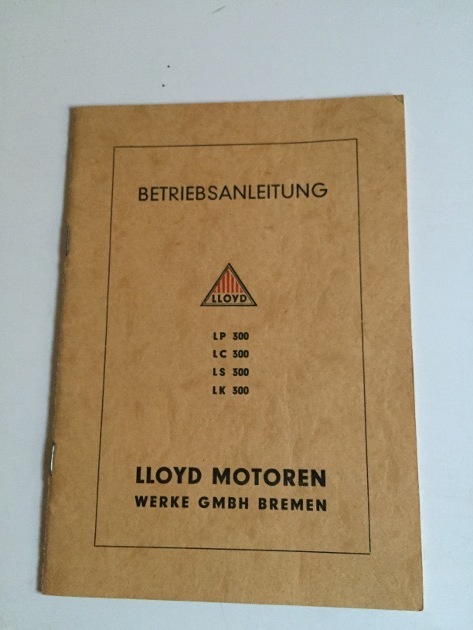 BETRIEBSANLEITUNG
LLOYD
LP 300
LC 300
LS 300
LK 300
LLOYD MOTOREN
WERKE GMBH BREMEN